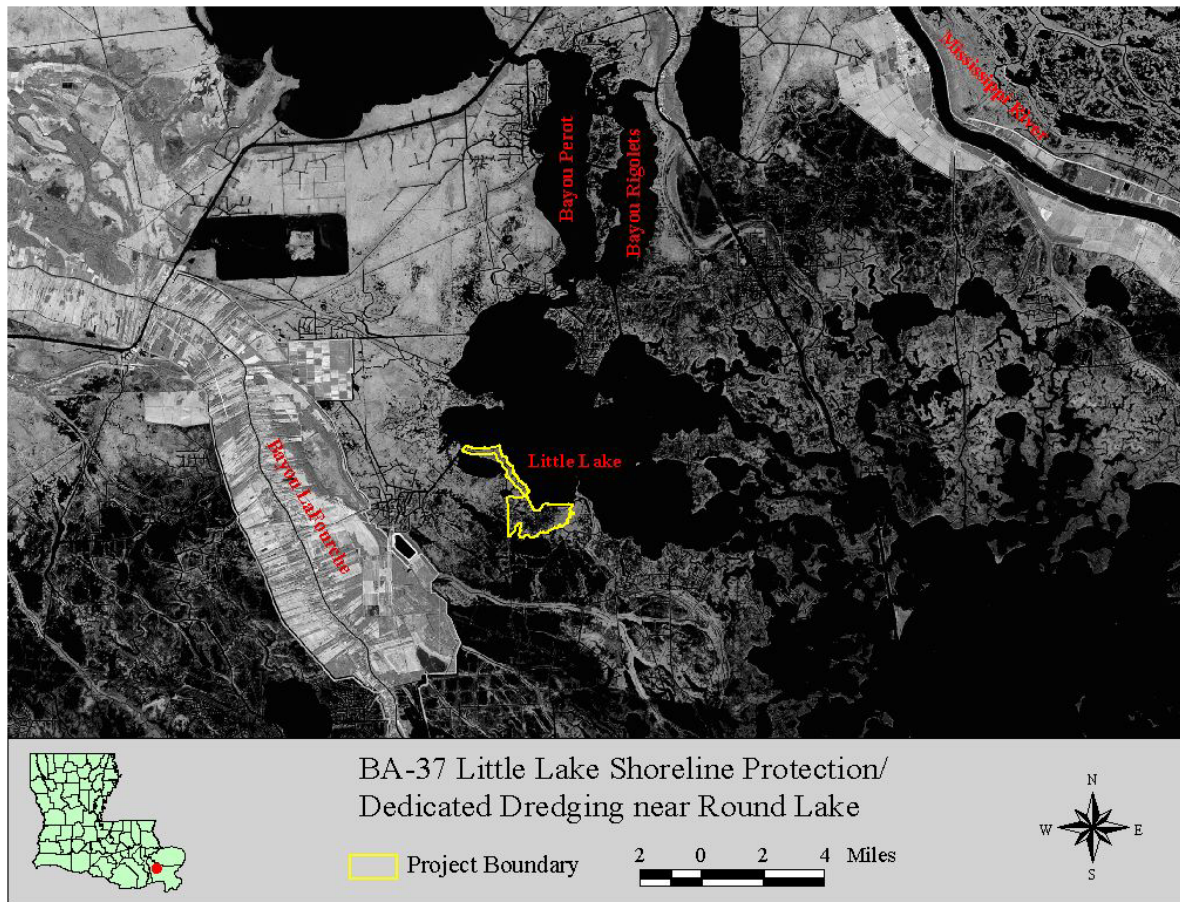 Mississippi River
Bayou Perot
Bayou Rigolets
Little Lake
Bayou LaFourche
BA-37 Little Lake Shoreline Protection/
Dedicated Dredging near Round Lake
Project Boundary
2 0 2 4 Miles
N
W E
S